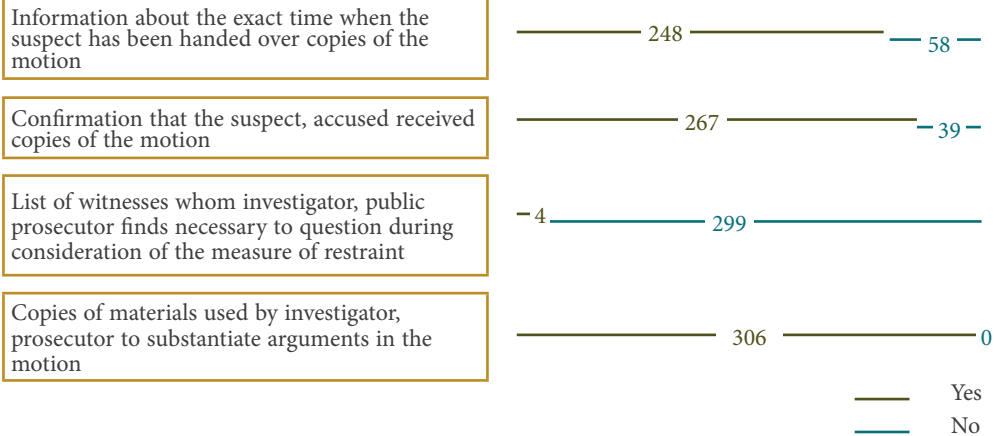 Information about the exact time when the
suspect has been handed over copies of the
motion
248
58
Confirmation that the suspect, accused received
copies of the motion
267
39
List of witnesses whom investigator, public
prosecutor finds necessary to question during
consideration of the measure of restraint
4
299
Copies of materials used by investigator,
prosecutor to substantiate arguments in the
motion
306
0
Yes
No